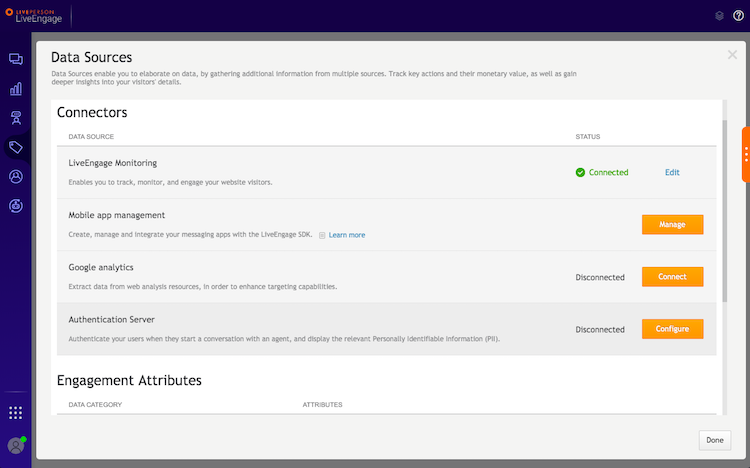 LIVEPERSON
LiveEngage
Data Sources
Data Sources enable you to elaborate on data, by gathering additional information from multiple sources. Track key actions and their monetary value, as well as gain
deeper insights into your visitors' details.
Connectors
DATA SOURCE STATUS
LiveEngage Monitoring
Enables you to track, monitor, and engage your website visitors.
Connected Edit
Mobile app management
Create, manage and integrate your messaging apps with the LiveEngage SDK. Learn more
Manage
Google analytics
Extract data from web analysis resources, in order to enhance targeting capabilities.
Disconnected Connect
Authentication Server
Authenticate your users when they start a conversation with an agent, and display the relevant Personally Identifiable Information (PII).
Disconnected Configure
Engagement Attributes
DATA CATEGORY ATTRIBUTES
Done